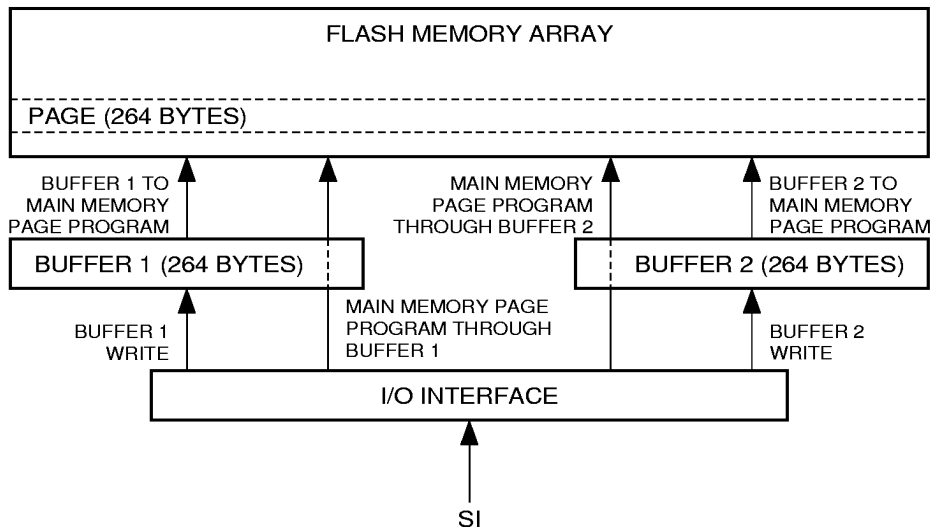 FLASH MEMORY ARRAY
PAGE (264 BYTES)
BUFFER 1 TO
MAIN MEMORY
PAGE PROGRAM
MAIN MEMORY
PAGE PROGRAM
THROUGH BUFFER 2
BUFFER 2 TO
MAIN MEMORY
PAGE PROGRAM
BUFFER 1 (264 BYTES)
BUFFER 2 (264 BYTES)
BUFFER 1
WRITE
MAIN MEMORY PAGE
PROGRAM THROUGH
BUFFER 1
BUFFER 2
WRITE
I/O INTERFACE
SI